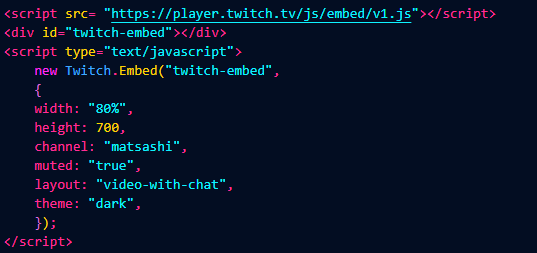 <script src= "https://player.twitch.tv/js/embed/v1.js"></script>
<div id="twitch-embed"></div>
<script type="text/javascript">
new Twitch.Embed("twitch-embed",
{
width: "80%",
height: 700,
channel: "matsashi",
muted: "true",
layout: "video-with-chat",
theme: "dark",
});
</script>